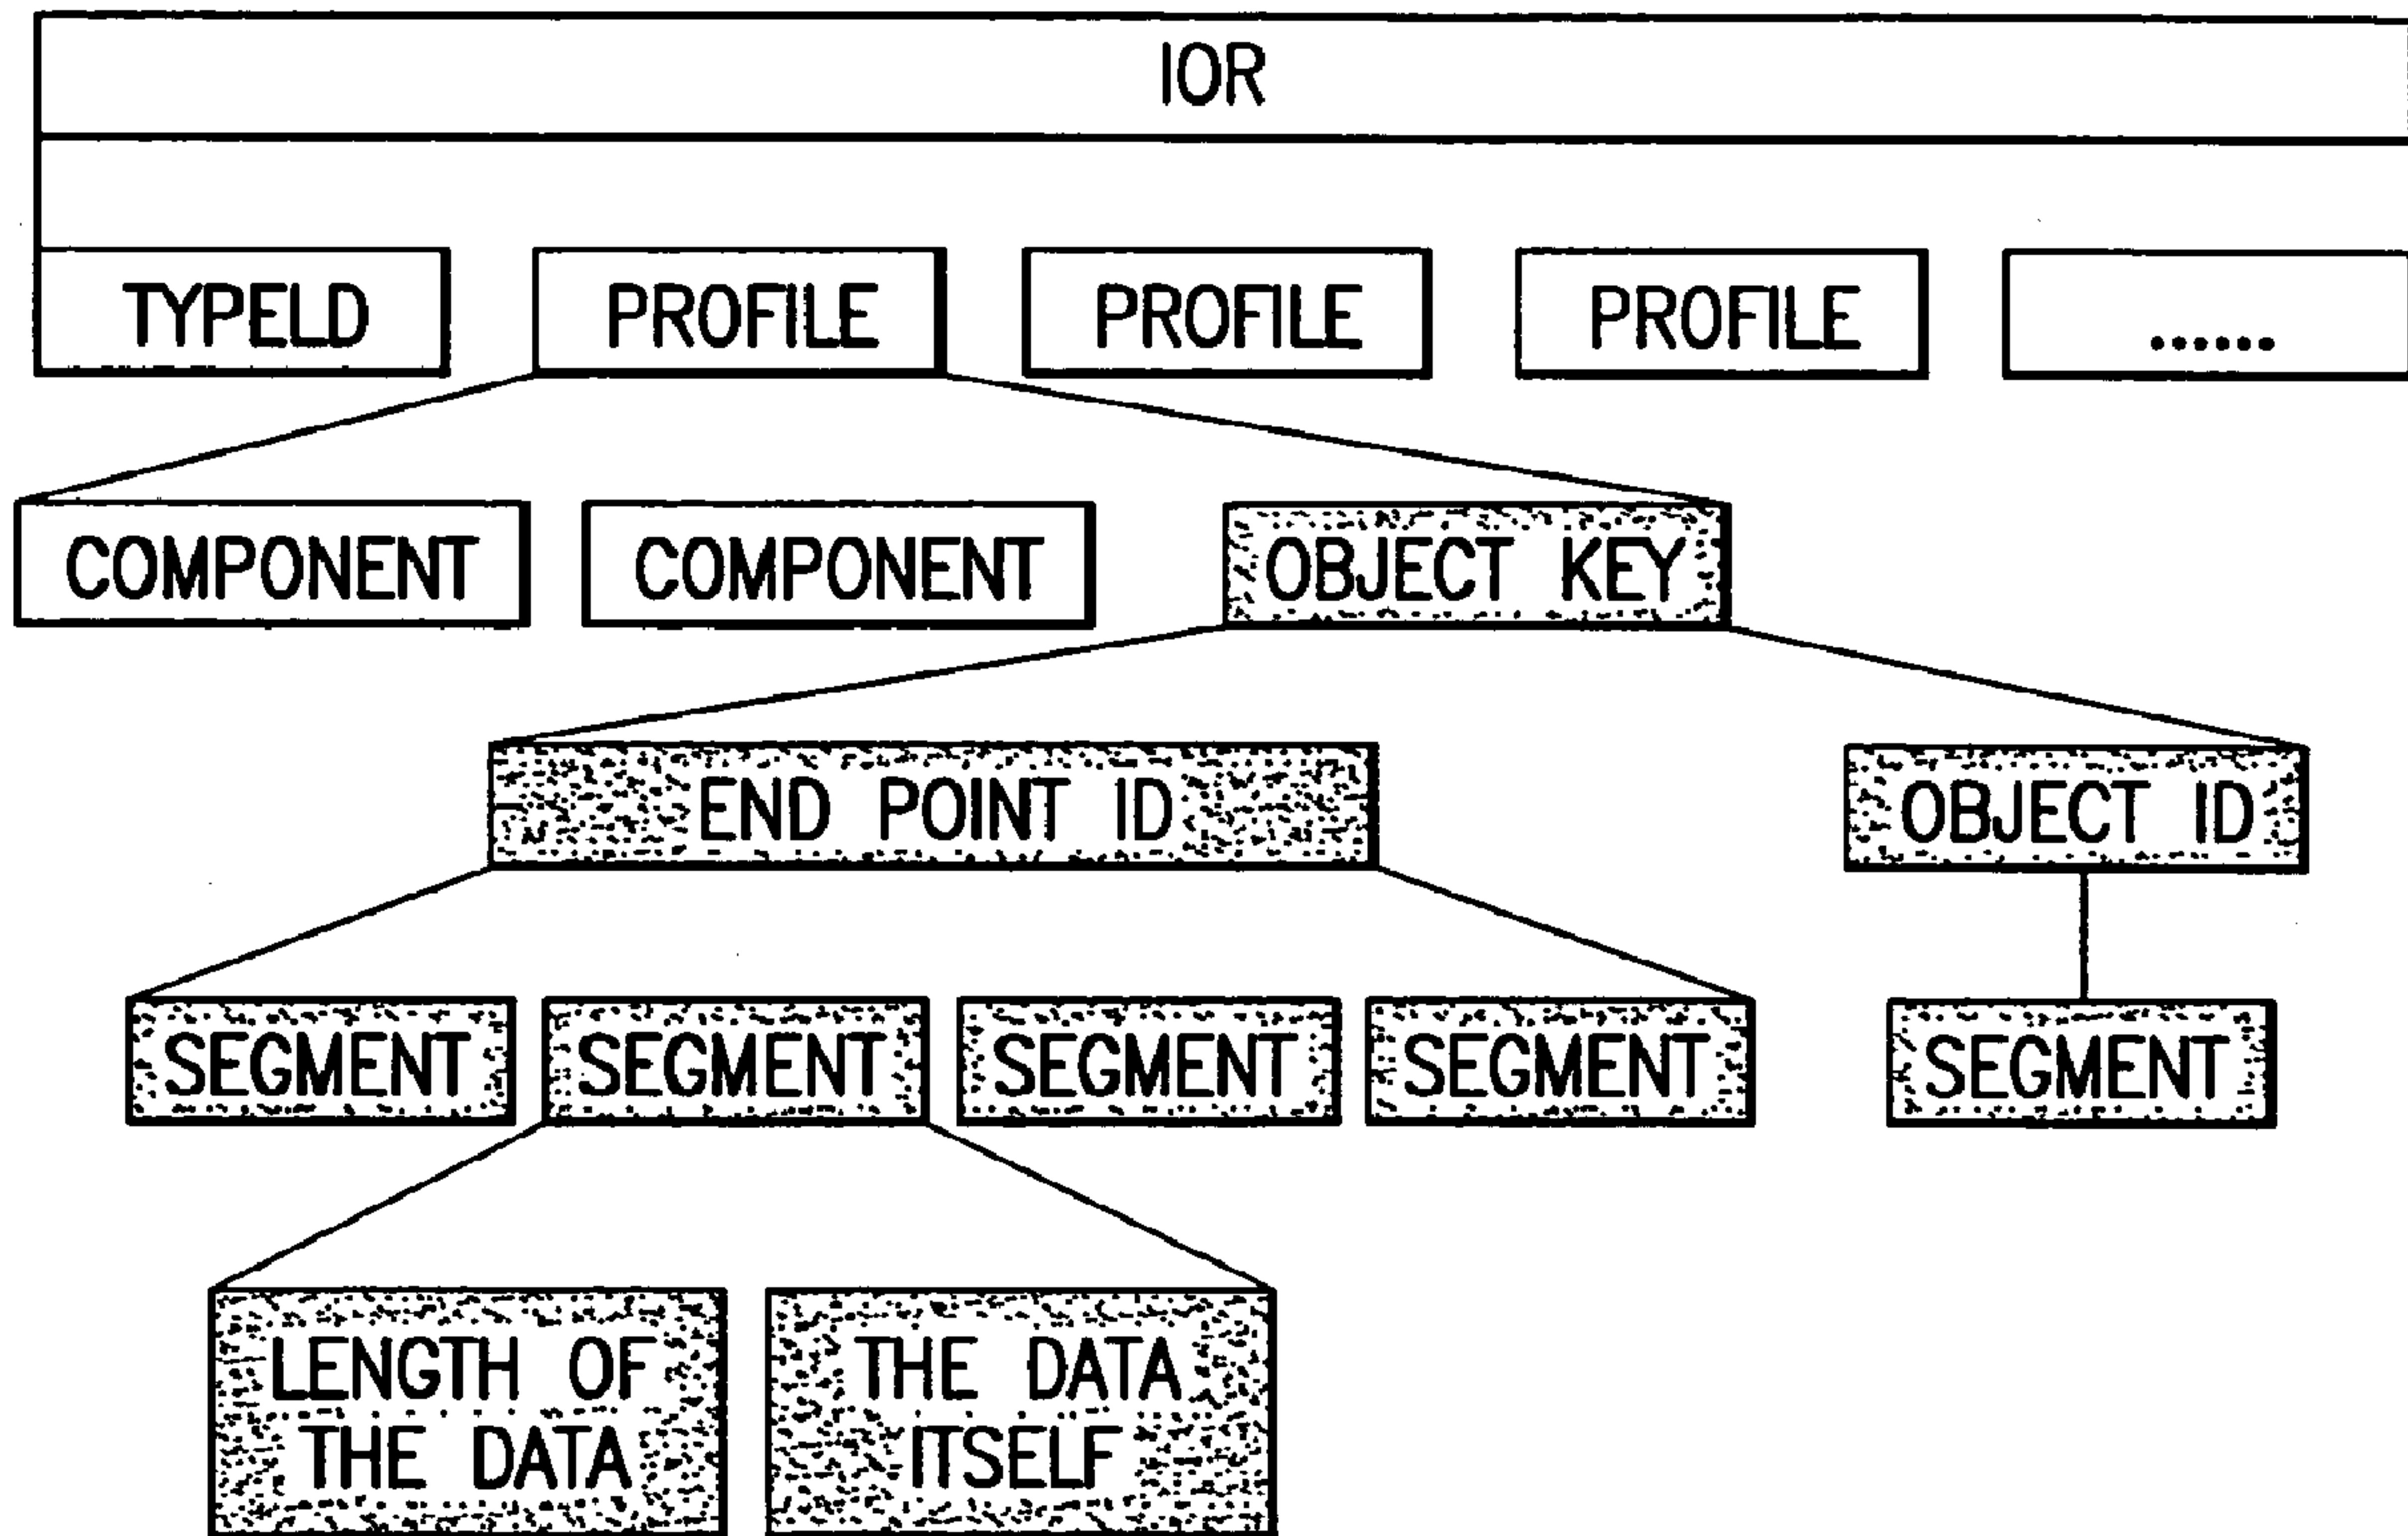 IOR
TYPELD PROFILE PROFILE PROFILE ......
COMPONENT COMPONENT OBJECT KEY
END POINT ID OBJECT ID
SEGMENT SEGMENT SEGMENT SEGMENT SEGMENT
LENGTH OF THE DATA
THE DATA ITSELF